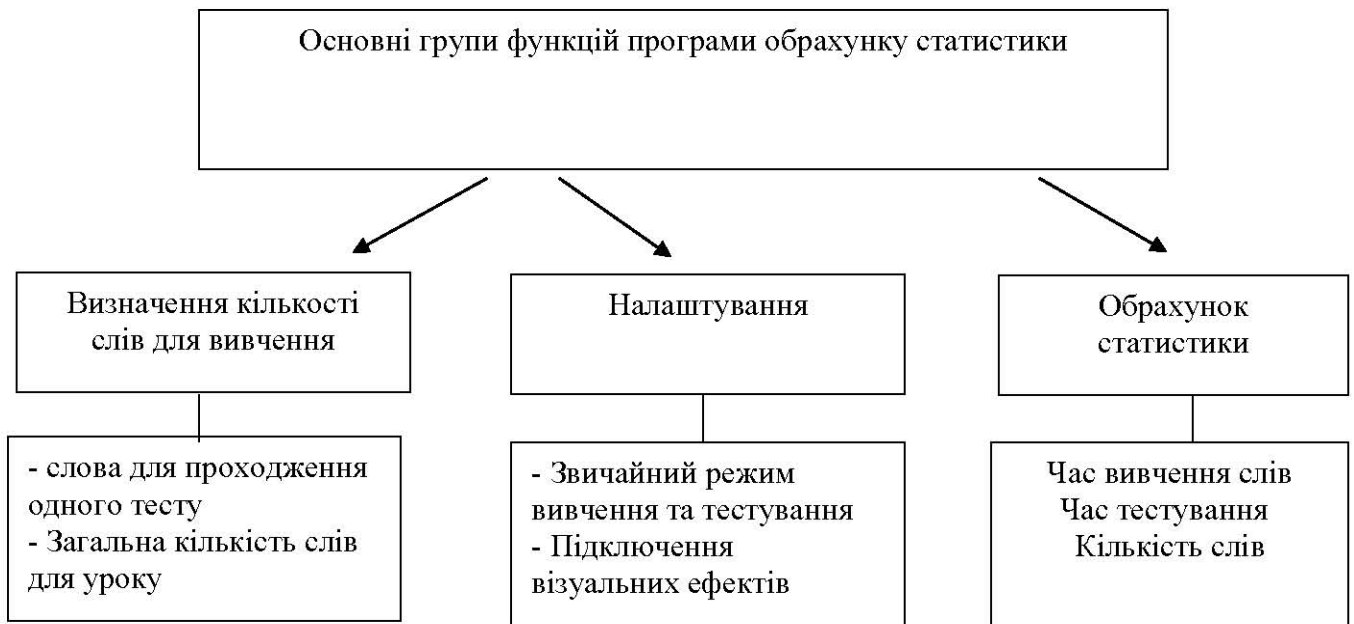 Основні групи функцій програми обрахунку статистики
Визначення кількості
слів для вивчення
Налаштування
Обрахунок
статистики
- слова для проходження
одного тесту
- Загальна кількість слів
для уроку
- Звичайний режим
вивчення та тестування
- Підключення
візуальних ефектів
Час вивчення слів
Час тестування
Кількість слів